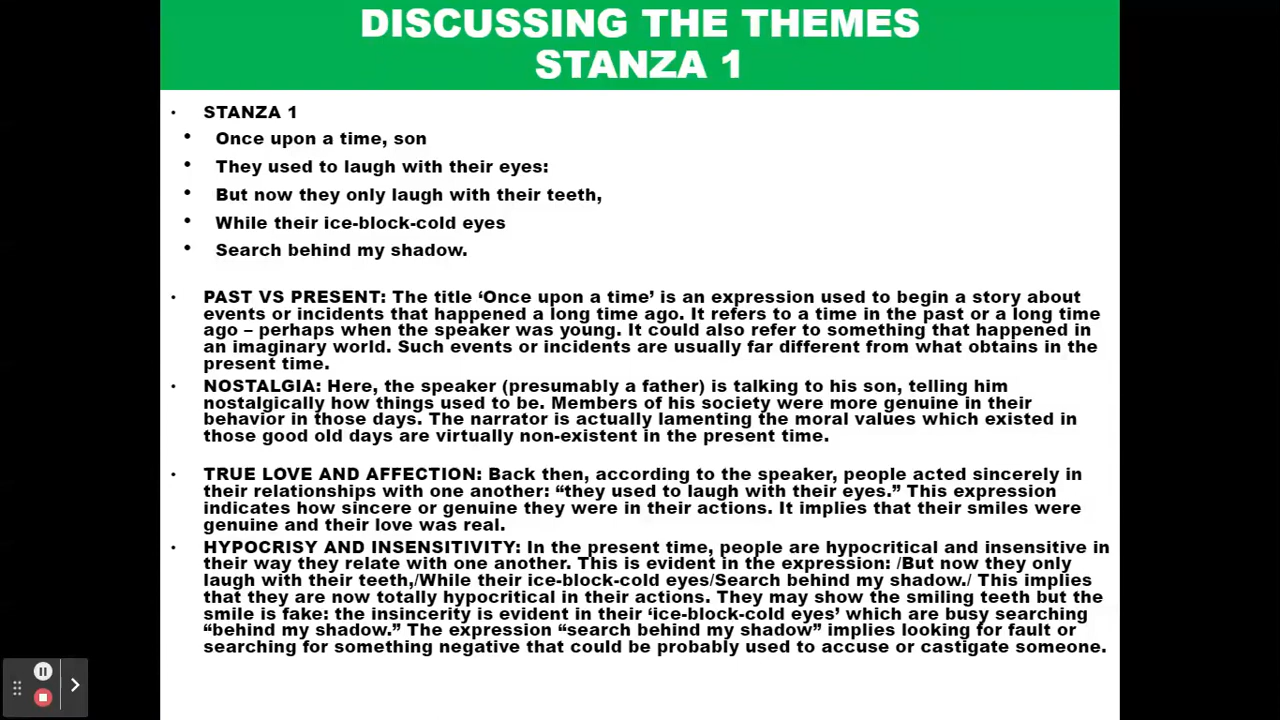 DISCUSSING THE THEMES
STANZA 1
• STANZA 1
• Once upon a time, son
• They used to laugh with their eyes:
• But now they only laugh with their teeth,
• While their ice-block-cold eyes
• Search behind my shadow.
• PAST VS PRESENT: The title ‘Once upon a time’ is an expression used to begin a story about
events or incidents that happened a long time ago. It refers to a time in the past or a long time
ago – perhaps when the speaker was young. It could also refer to something that happened in
an imaginary world. Such events or incidents are usually far different from what obtains in the
present time.
• NOSTALGIA: Here, the speaker (presumably a father) is talking to his son, telling him
nostalgically how things used to be. Members of his society were more genuine in their
behavior in those days. The narrator is actually lamenting the moral values which existed in
those good old days are virtually non-existent in the present time.
• TRUE LOVE AND AFFECTION: Back then, according to the speaker, people acted sincerely in
their relationships with one another: “they used to laugh with their eyes.” This expression
indicates how sincere or genuine they were in their actions. It implies that their smiles were
genuine and their love was real.
• HYPOCRISY AND INSENSITIVITY: In the present time, people are hypocritical and insensitive in
their way they relate with one another. This is evident in the expression: /But now they only
laugh with their teeth,/While their ice-block-cold eyes/Search behind my shadow./ This implies
that they are now totally hypocritical in their actions. They may show the smiling teeth but the
smile is fake: the insincerity is evident in their ‘ice-block-cold eyes’ which are busy searching
“behind my shadow.” The expression “search behind my shadow” implies looking for fault or
searching for something negative that could be probably used to accuse or castigate someone.